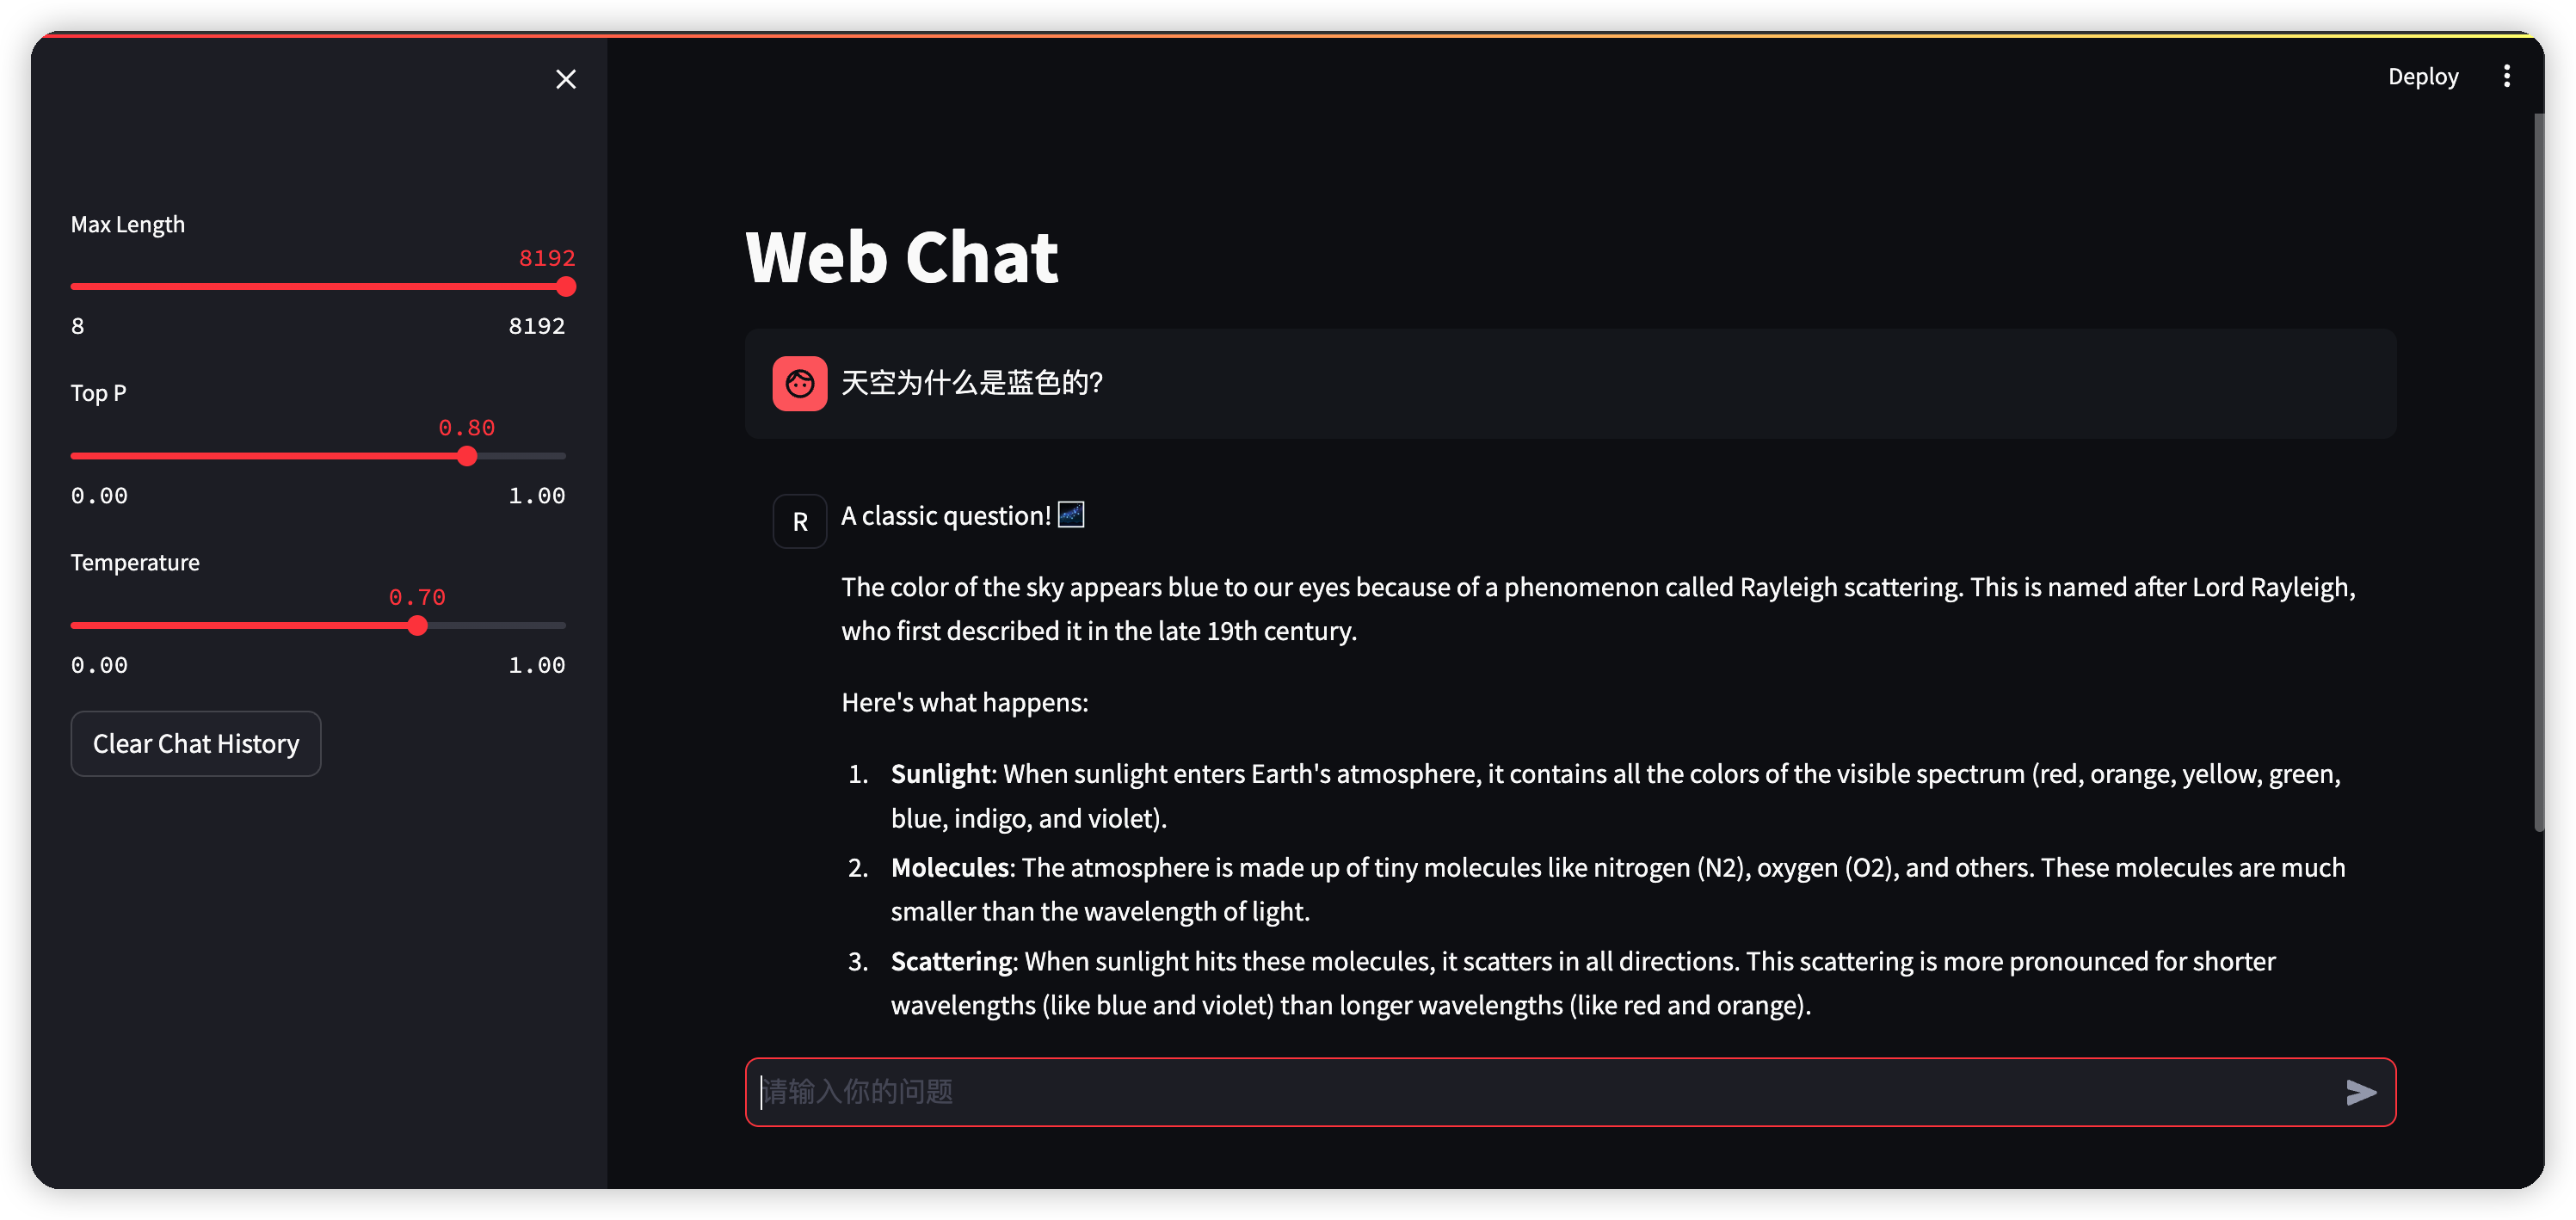 Deploy
Max Length
8192
8 8192
Top P
0.80
0.00 1.00
Temperature
0.70
0.00 1.00
Clear Chat History
Web Chat
天空为什么是蓝色的?
R
A classic question! 🌌
The color of the sky appears blue to our eyes because of a phenomenon called Rayleigh scattering. This is named after Lord Rayleigh,
who first described it in the late 19th century.
Here's what happens:
1. Sunlight: When sunlight enters Earth's atmosphere, it contains all the colors of the visible spectrum (red, orange, yellow, green,
blue, indigo, and violet).
2. Molecules: The atmosphere is made up of tiny molecules like nitrogen (N2), oxygen (O2), and others. These molecules are much
smaller than the wavelength of light.
3. Scattering: When sunlight hits these molecules, it scatters in all directions. This scattering is more pronounced for shorter
wavelengths (like blue and violet) than longer wavelengths (like red and orange).
请输入你的问题